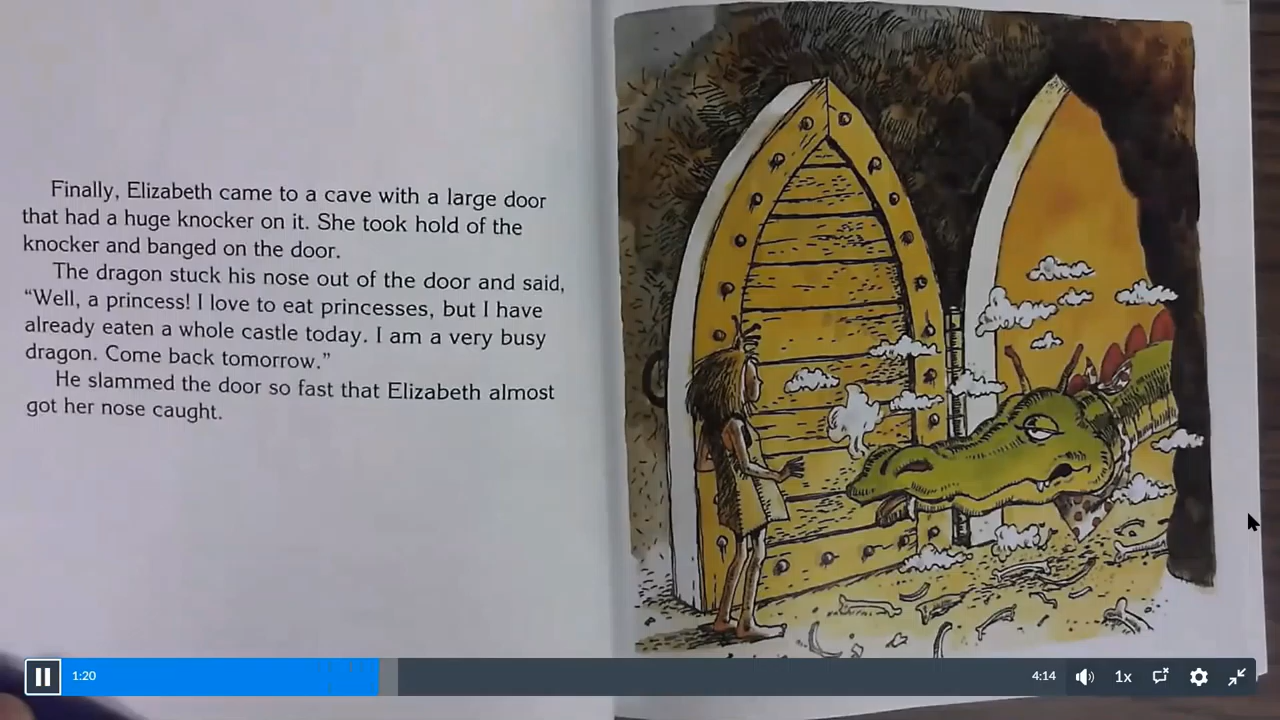 Finally, Elizabeth came to a cave with a large door
that had a huge knocker on it. She took hold of the
knocker and banged on the door.
The dragon stuck his nose out of the door and said,
“Well, a princess! I love to eat princesses, but I have
already eaten a whole castle today. I am a very busy
dragon. Come back tomorrow.”
He slammed the door so fast that Elizabeth almost
got her nose caught.
1:20
4:14
1x